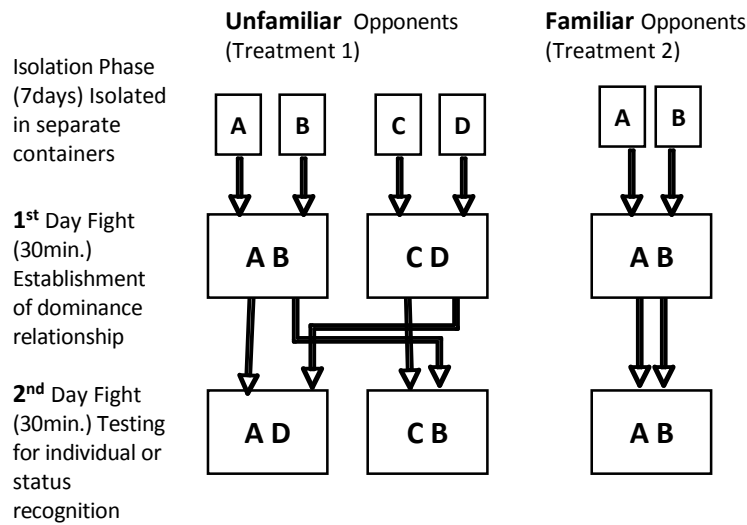 Unfamiliar Opponents
(Treatment 1)
Familiar Opponents
(Treatment 2)
Isolation Phase
(7days) Isolated
in separate
containers
A B C D A B
1st Day Fight
(30min.)
Establishment
of dominance
relationship
A B C D A B
2nd Day Fight
(30min.) Testing
for individual or
status
recognition
A D C B A B